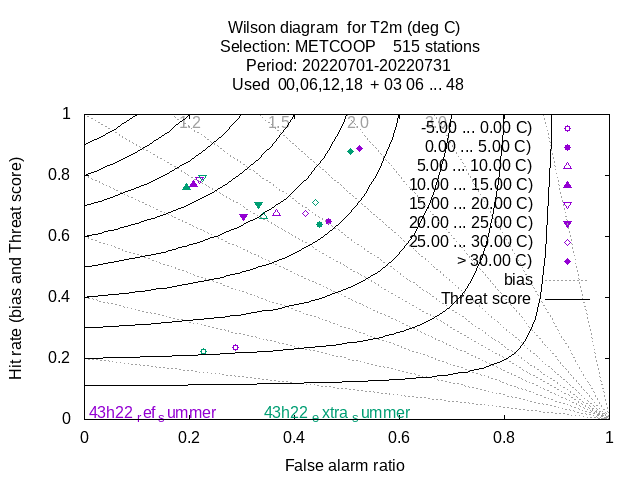 Wilson diagram for T2m (deg C)
Selection: METCOOP 515 stations
Period: 20220701-20220731
Used 00,06,12,18 + 03 06 ... 48
1 1.2 1.5 2.0 3.0
-5.00 ... 0.00 C)
0.00 ... 5.00 C)
5.00 ... 10.00 C)
10.00 ... 15.00 C)
15.00 ... 20.00 C)
20.00 ... 25.00 C)
25.00 ... 30.00 C)
> 30.00 C)
bias
Threat score
0.8
0.6
0.4
0.2
0
Hit rate (bias and Threat score)
43h22refsummer 43h22extrasummer
0 0.2 0.4 0.6 0.8 1
False alarm ratio